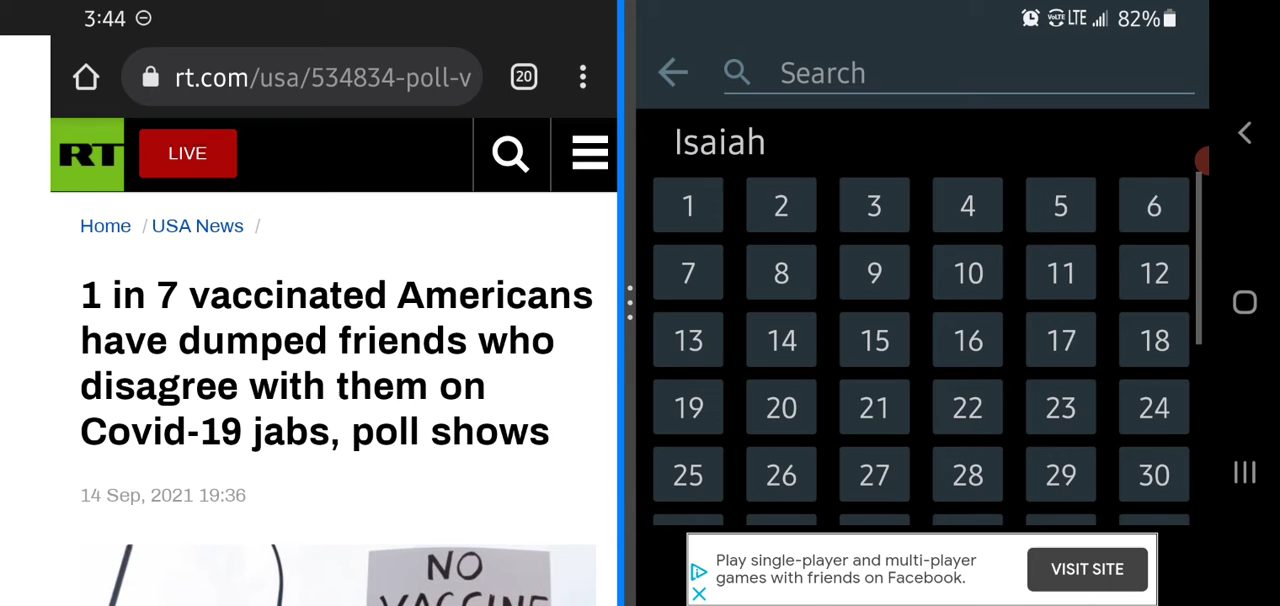 3:44
rt.com/usa/534834-poll-v
20
RT
LIVE
Home / USA News /
1 in 7 vaccinated Americans
have dumped friends who
disagree with them on
Covid-19 jabs, poll shows
14 Sep, 2021 19:36
NO
VACCINE
VoLTE LTE 82%
Search
Isaiah
1 2 3 4 5 6
7 8 9 10 11 12
13 14 15 16 17 18
19 20 21 22 23 24
25 26 27 28 29 30
Play single-player and multi-player
games with friends on Facebook.
VISIT SITE